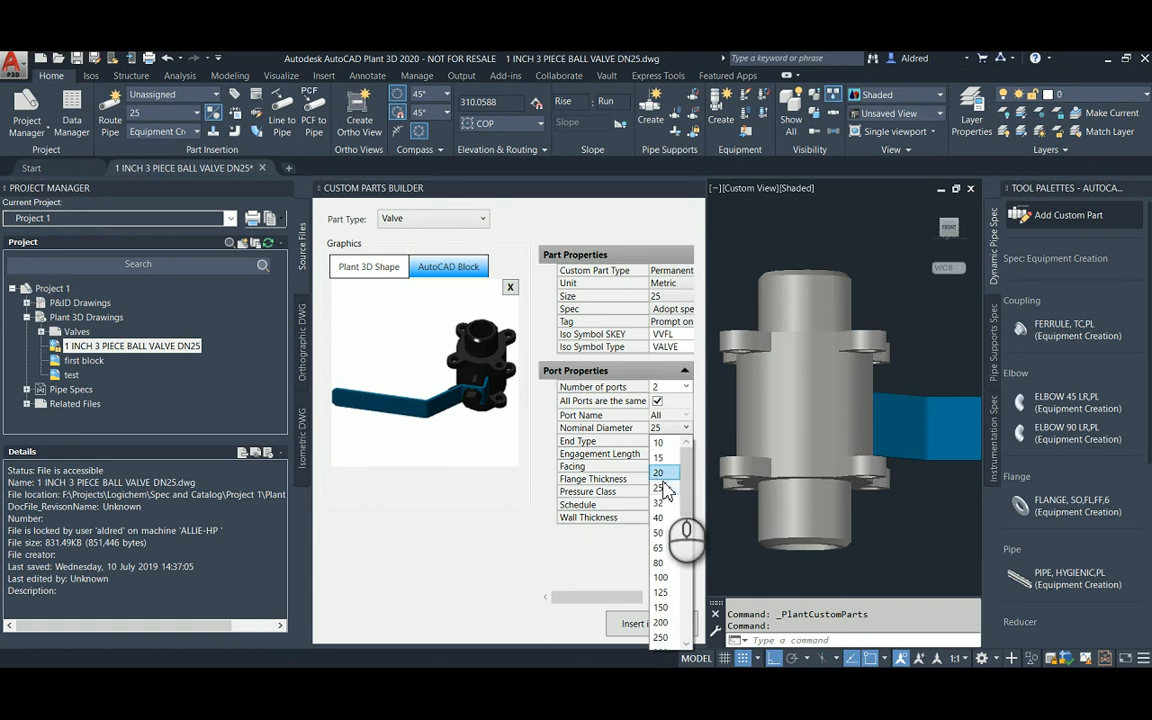 Autodesk AutoCAD Plant 3D 2020 - NOT FOR RESALE    1 INCH 3 PIECE BALL VALVE DN25.dwg
Type a keyword or phrase
Aldred
Home Isos Structure Analysis Modeling Visualize Insert Annotate Manage Output Add-ins Collaborate Vault Express Tools Featured Apps
P3D
Project Manager
Data Manager
Project
Route Pipe
Unassigned
25
Equipment Cr
Line to Pipe
PCF to Pipe
Part Insertion
Create Ortho View
Ortho Views
45°
45°
Compass
310.0588
COP
Elevation & Routing
Rise
Run
Slope
Slope
Create
Pipe Supports
Create
Equipment
Show All
Visibility
Shaded
Unsaved View
Single viewport
View
Layer Properties
0
Make Current
Match Layer
Layers
Start
1 INCH 3 PIECE BALL VALVE DN25*
PROJECT MANAGER
Current Project:
Project 1
Project
Search
Project 1
P&ID Drawings
Plant 3D Drawings
Valves
1 INCH 3 PIECE BALL VALVE DN25
first block
test
Pipe Specs
Related Files
Details
Status: File is accessible
Name: 1 INCH 3 PIECE BALL VALVE DN25.dwg
File location: F:\Projects\Logichem\Spec and Catalog\Project 1\Plant
DocFile_RevisonName: Unknown
Number:
File is locked by user 'aldred' on machine 'ALLIE-HP '
File size: 831.49KB (851,446 bytes)
File creator:
Last saved: Wednesday, 10 July 2019 14:37:05
Last edited by: Unknown
Description:
Source Files
Orthographic DWG
Isometric DWG
CUSTOM PARTS BUILDER
Part Type:
Valve
Graphics
Plant 3D Shape
AutoCAD Block
X
Part Properties
Custom Part Type Permanent
Unit Metric
Size 25
Spec Adopt spe
Tag Prompt on
Iso Symbol SKEY VVFL
Iso Symbol Type VALVE
Port Properties
Number of ports 2
All Ports are the same
Port Name All
Nominal Diameter 25
End Type
Engagement Length
Facing
Flange Thickness
Pressure Class
Schedule
Wall Thickness
10
15
20
25
32
40
50
65
80
100
125
150
200
250
Insert i
[−][Custom View][Shaded]
FRONT
WCS
Command: _PlantCustomParts
Command:
Type a command
TOOL PALETTES - AUTOCA...
Dynamic Pipe Spec
Pipe Supports Spec
Instrumentation Spec
Add Custom Part
Spec: Equipment Creation
Coupling
FERRULE, TC,PL
(Equipment Creation)
Elbow
ELBOW 45 LR,PL
(Equipment Creation)
ELBOW 90 LR,PL
(Equipment Creation)
Flange
FLANGE, SO,FL,FF,6
(Equipment Creation)
Pipe
PIPE, HYGIENIC,PL
(Equipment Creation)
Reducer
MODEL
1:1